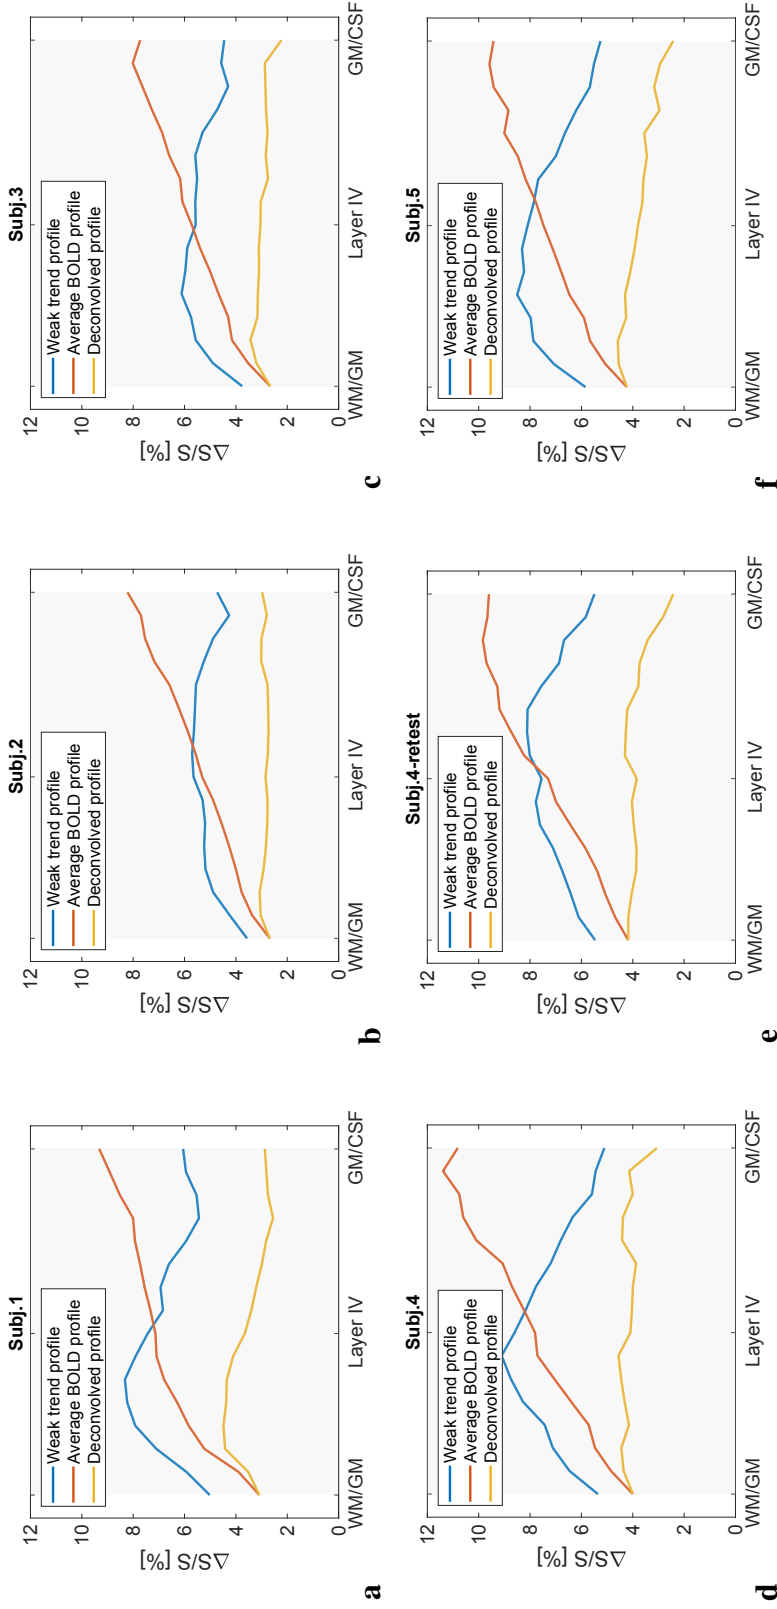 a
Subj.1
ΔS/S [%]
12
10
8
6
4
2
0
Weak trend profile
Average BOLD profile
Deconvolved profile
WM/GM
Layer IV
GM/CSF
b
Subj.2
ΔS/S [%]
12
10
8
6
4
2
0
Weak trend profile
Average BOLD profile
Deconvolved profile
WM/GM
Layer IV
GM/CSF
c
Subj.3
ΔS/S [%]
12
10
8
6
4
2
0
Weak trend profile
Average BOLD profile
Deconvolved profile
WM/GM
Layer IV
GM/CSF
d
Subj.4
ΔS/S [%]
12
10
8
6
4
2
0
Weak trend profile
Average BOLD profile
Deconvolved profile
WM/GM
Layer IV
GM/CSF
e
Subj.4-retest
ΔS/S [%]
12
10
8
6
4
2
0
Weak trend profile
Average BOLD profile
Deconvolved profile
WM/GM
Layer IV
GM/CSF
f
Subj.5
ΔS/S [%]
12
10
8
6
4
2
0
Weak trend profile
Average BOLD profile
Deconvolved profile
WM/GM
Layer IV
GM/CSF